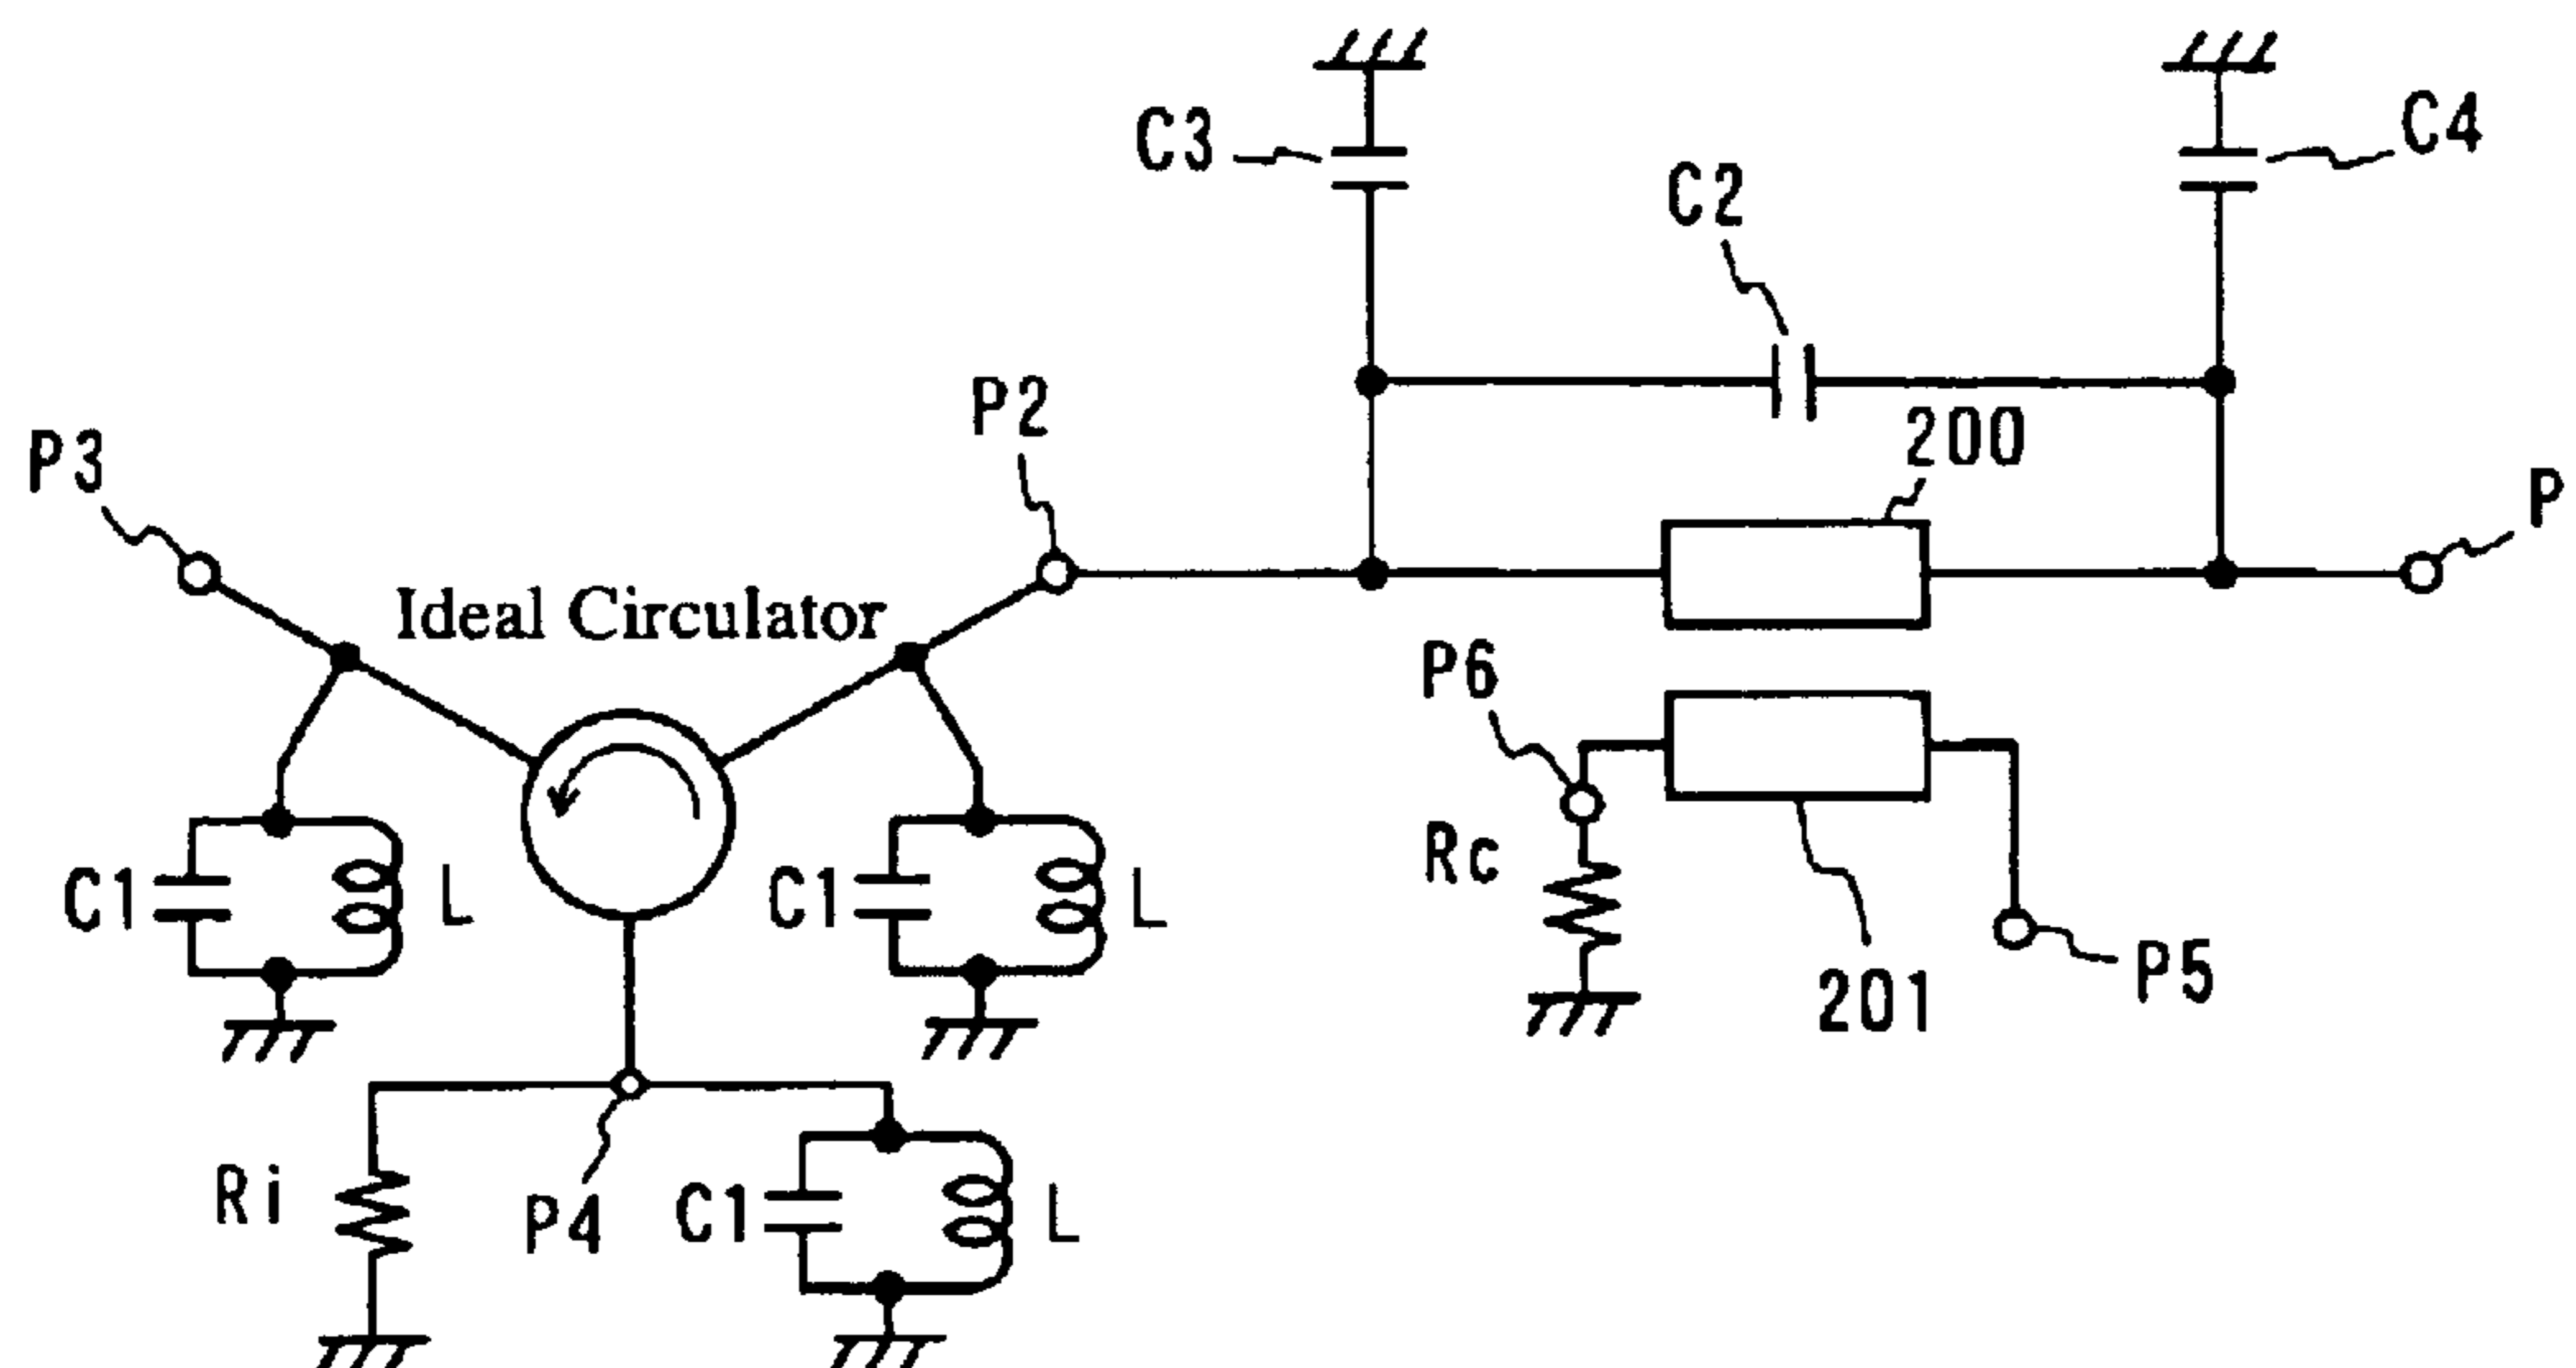 C3
C4
C2
P2
200
P3
P
Ideal Circulator
P6
Rc
C1
L
C1
L
201
P5
Ri
P4
C1
L